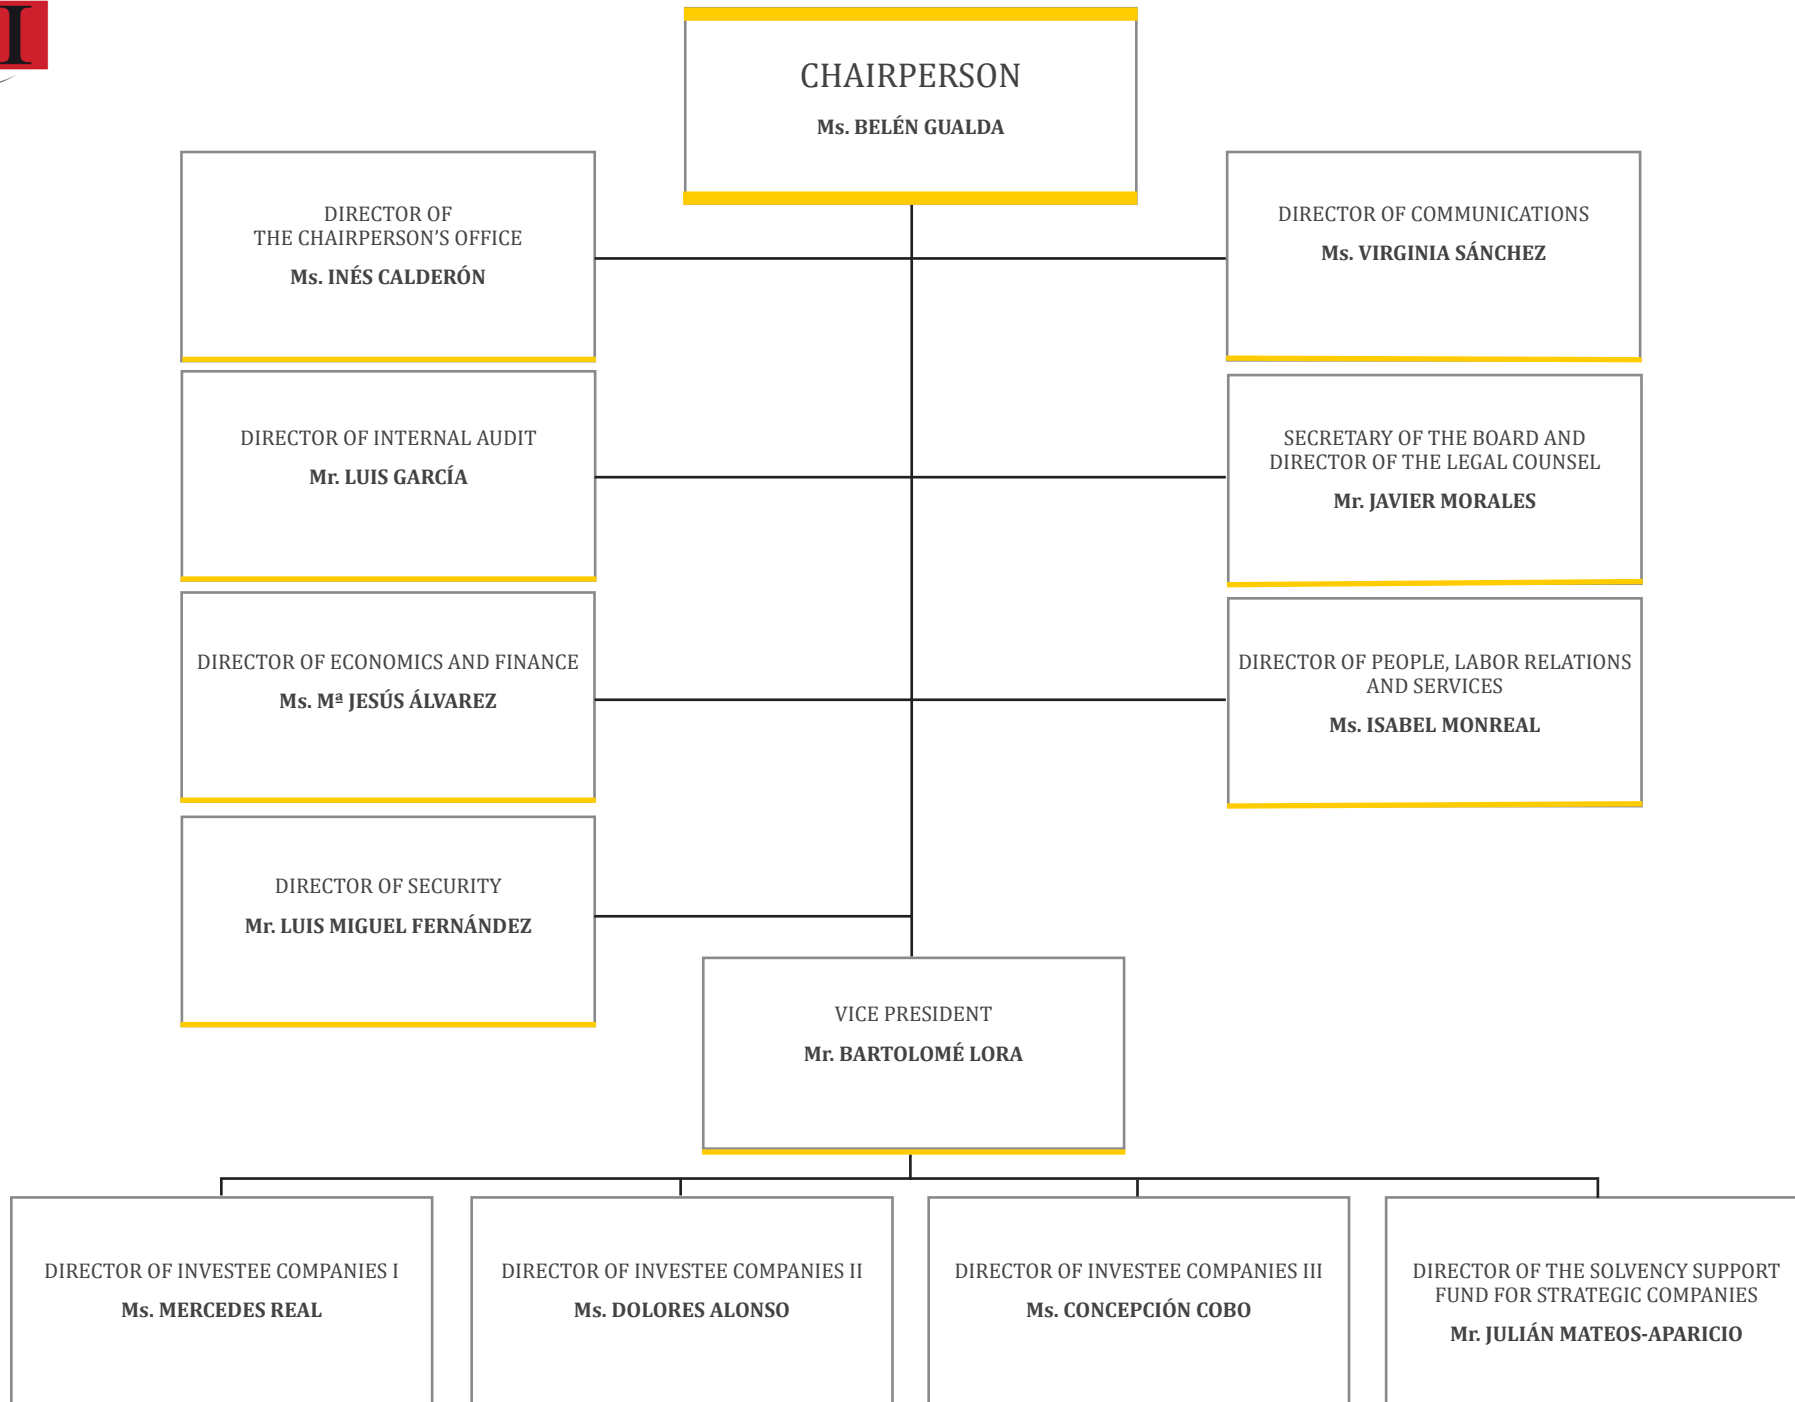 I
CHAIRPERSON
Ms. BELÉN GUALDA
DIRECTOR OF
THE CHAIRPERSON’S OFFICE
Ms. INÉS CALDERÓN
DIRECTOR OF COMMUNICATIONS
Ms. VIRGINIA SÁNCHEZ
DIRECTOR OF INTERNAL AUDIT
Mr. LUIS GARCÍA
SECRETARY OF THE BOARD AND
DIRECTOR OF THE LEGAL COUNSEL
Mr. JAVIER MORALES
DIRECTOR OF ECONOMICS AND FINANCE
Ms. Mª JESÚS ÁLVAREZ
DIRECTOR OF PEOPLE, LABOR RELATIONS
AND SERVICES
Ms. ISABEL MONREAL
DIRECTOR OF SECURITY
Mr. LUIS MIGUEL FERNÁNDEZ
VICE PRESIDENT
Mr. BARTOLOMÉ LORA
DIRECTOR OF INVESTEE COMPANIES I
Ms. MERCEDES REAL
DIRECTOR OF INVESTEE COMPANIES II
Ms. DOLORES ALONSO
DIRECTOR OF INVESTEE COMPANIES III
Ms. CONCEPCIÓN COBO
DIRECTOR OF THE SOLVENCY SUPPORT
FUND FOR STRATEGIC COMPANIES
Mr. JULIÁN MATEOS-APARICIO